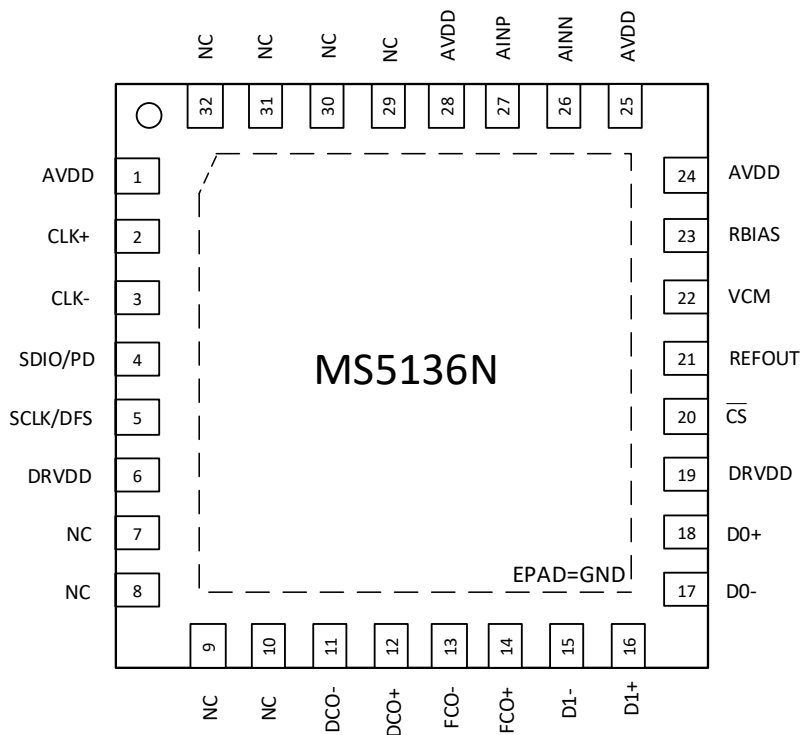 NC NC NC NC AVDD AINP AINN AVDD
32 31 30 29 28 27 26 25
AVDD 1 24 AVDD
CLK+ 2 23 RBIAS
CLK- 3 22 VCM
SDIO/PD 4 21 REFOUT
MS5136N
SCLK/DFS 5 20 C̅S̅
DRVDD 6 19 DRVDD
NC 7 18 D0+
NC 8 17 D0-
EPAD=GND
9 10 11 12 13 14 15 16
NC NC DCO- DCO+ FCO- FCO+ D1- D1+